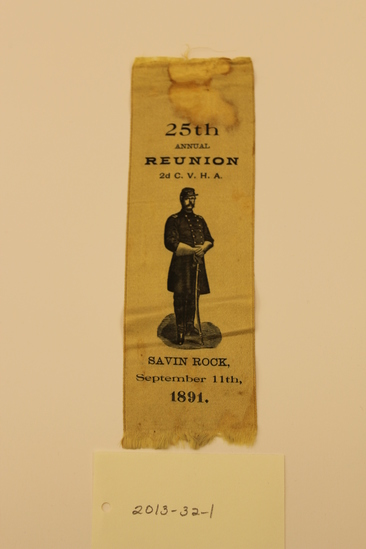 25th
ANNUAL
REUNION
2d C. V. H. A.
SAVIN ROCK,
September 11th,
1891.
2013-32-1